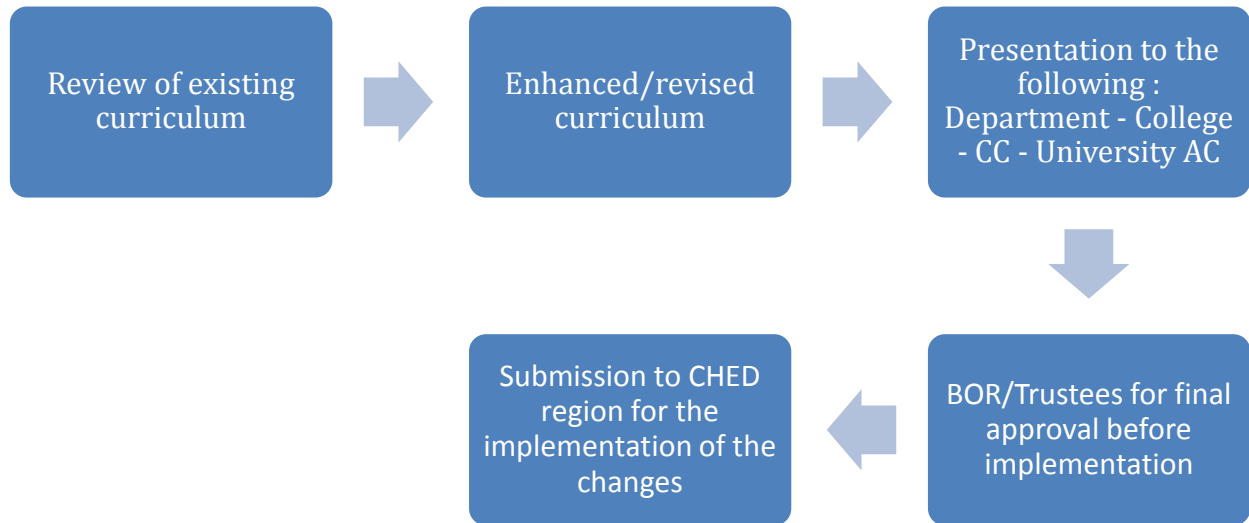 Review of existing
curriculum
Enhanced/revised
curriculum
Presentation to the
following :
Department - College
- CC - University AC
BOR/Trustees for final
approval before
implementation
Submission to CHED
region for the
implementation of the
changes